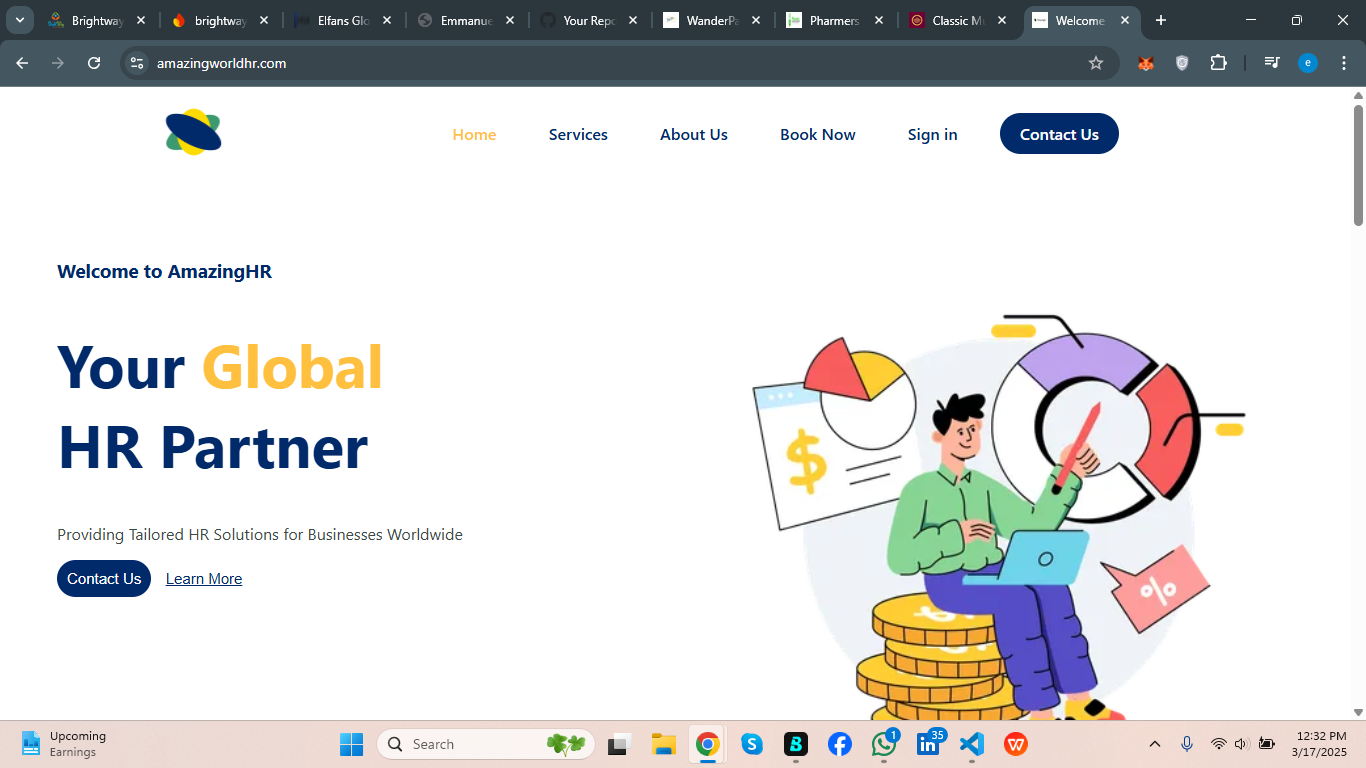 Brightway
brightway
Elfans Glo
Emmanue
Your Repo
WanderPa
Pharmers
Classic Mu
Welcome
amazingworldhr.com
e
Home
Services
About Us
Book Now
Sign in
Contact Us
Welcome to AmazingHR
Your Global
HR Partner
Providing Tailored HR Solutions for Businesses Worldwide
Contact Us
Learn More
$
%
Upcoming
Earnings
Search
1
35
12:32 PM
3/17/2025